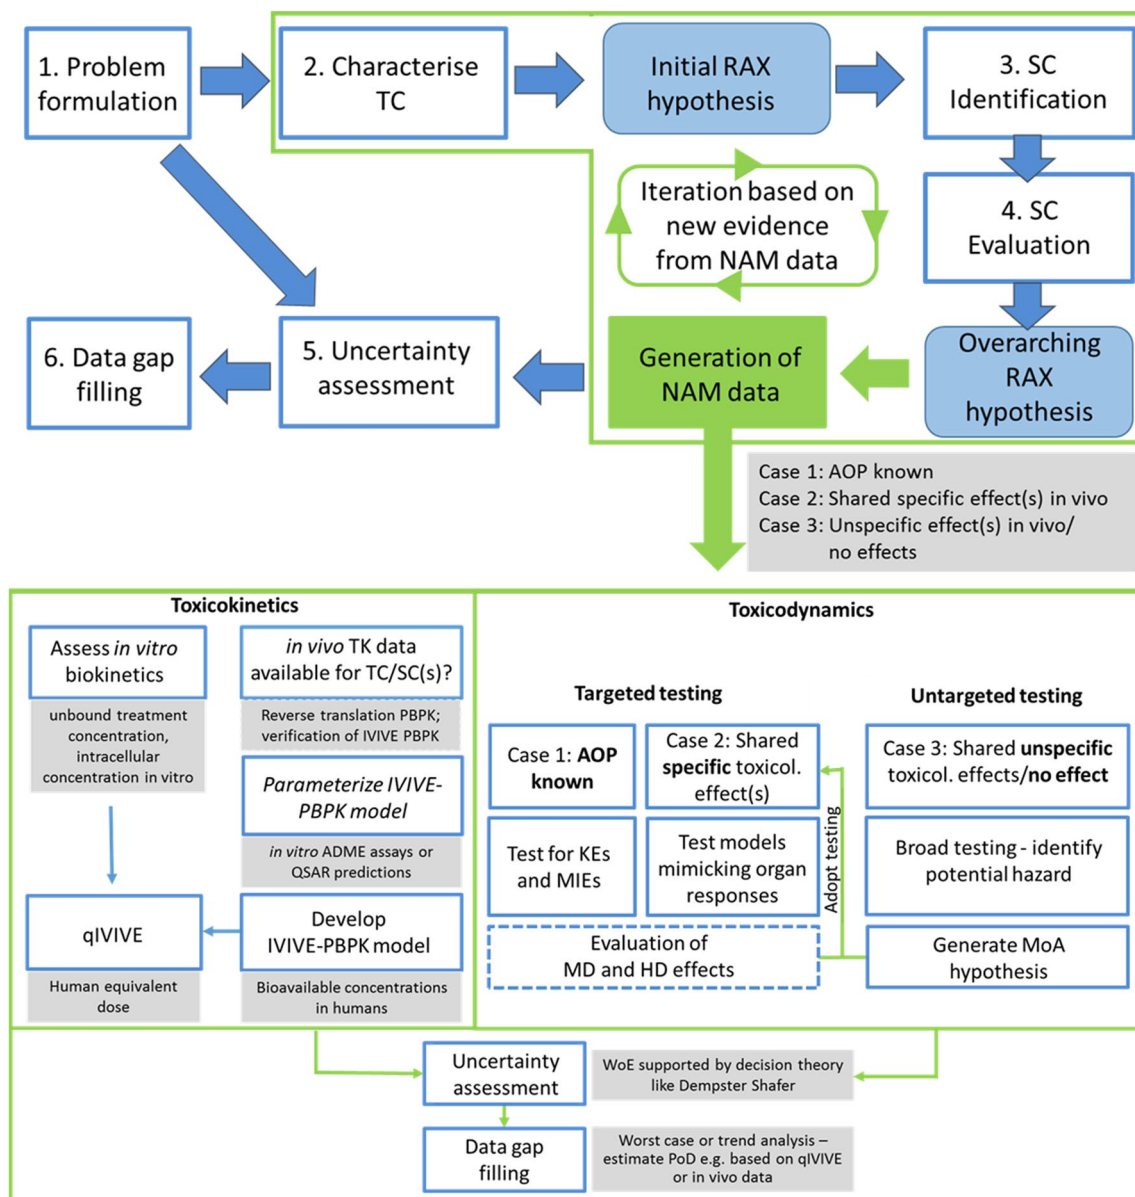 1. Problem
formulation
2. Characterise
TC
Initial RAX
hypothesis
3. SC
Identification
Iteration based on
new evidence
from NAM data
4. SC
Evaluation
6. Data gap
filling
5. Uncertainty
assessment
Generation of
NAM data
Overarching
RAX
hypothesis
Case 1: AOP known
Case 2: Shared specific effect(s) in vivo
Case 3: Unspecific effect(s) in vivo/
no effects
Toxicokinetics
Assess in vitro
biokinetics
unbound treatment
concentration,
intracellular
concentration in vitro
qIVIVE
Human equivalent
dose
in vivo TK data
available for TC/SC(s)?
Reverse translation PBPK;
verification of IVIVE PBPK
Parameterize IVIVE-
PBPK model
in vitro ADME assays or
QSAR predictions
Develop
IVIVE-PBPK model
Bioavailable concentrations
in humans
Toxicodynamics
Targeted testing
Case 1: AOP
known
Case 2: Shared
specific toxicol.
effect(s)
Test for KEs
and MIEs
Test models
mimicking organ
responses
Evaluation of
MD and HD effects
Adopt testing
Untargeted testing
Case 3: Shared unspecific
toxicol. effects/no effect
Broad testing - identify
potential hazard
Generate MoA
hypothesis
Uncertainty
assessment
WoE supported by decision theory
like Dempster Shafer
Data gap
filling
Worst case or trend analysis –
estimate PoD e.g. based on qIVIVE
or in vivo data